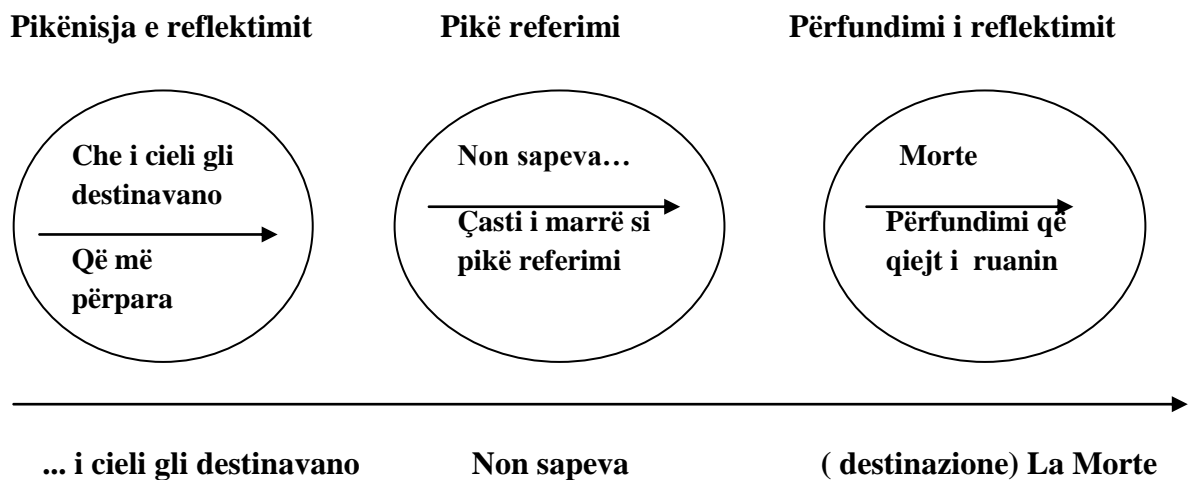 Pikënisja e reflektimit Pikë referimi Përfundimi i reflektimit
Che i cieli gli
destinavano
Që më
përpara
Non sapeva…
Çasti i marrë si
pikë referimi
Morte
Përfundimi që
qiejt i ruanin
... i cieli gli destinavano Non sapeva ( destinazione) La Morte